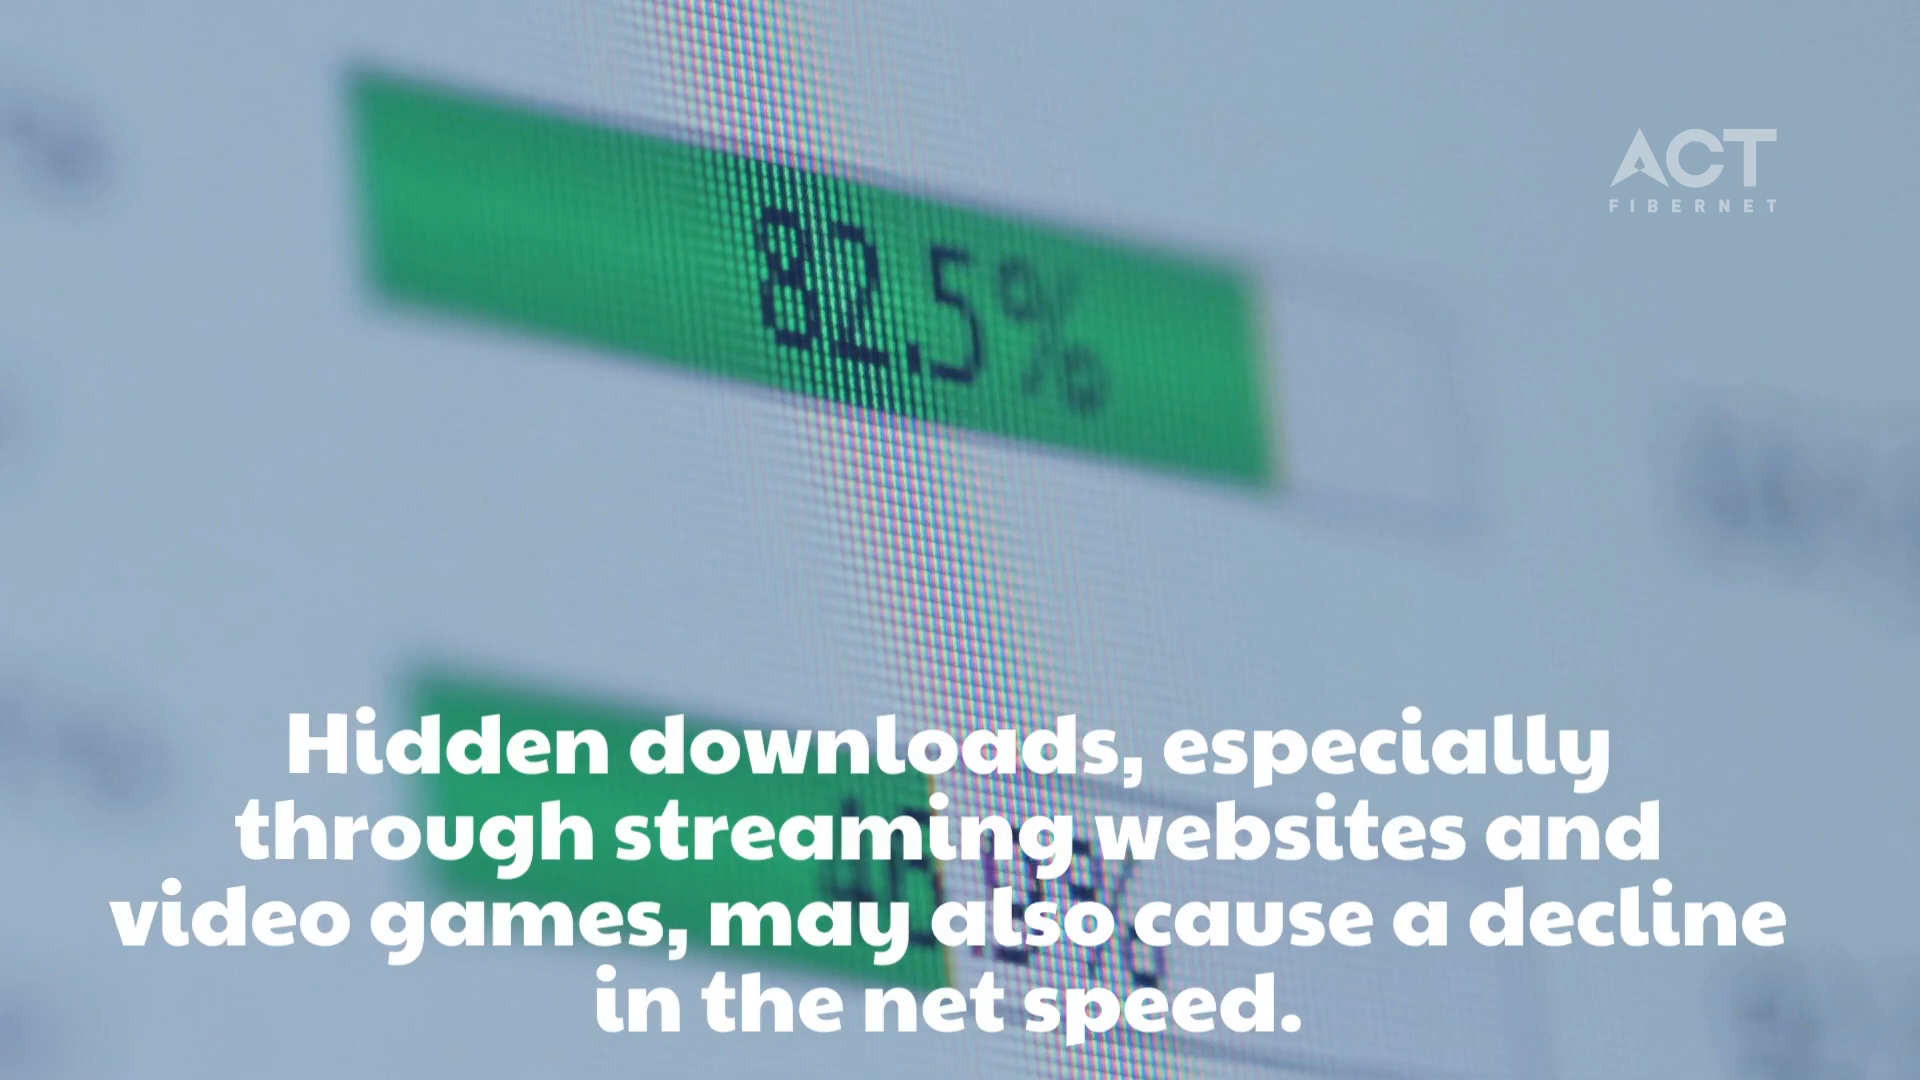 ACT
FIBERNET
82.5%
Hidden downloads, especially
through streaming websites and
video games, may also cause a decline
in the net speed.